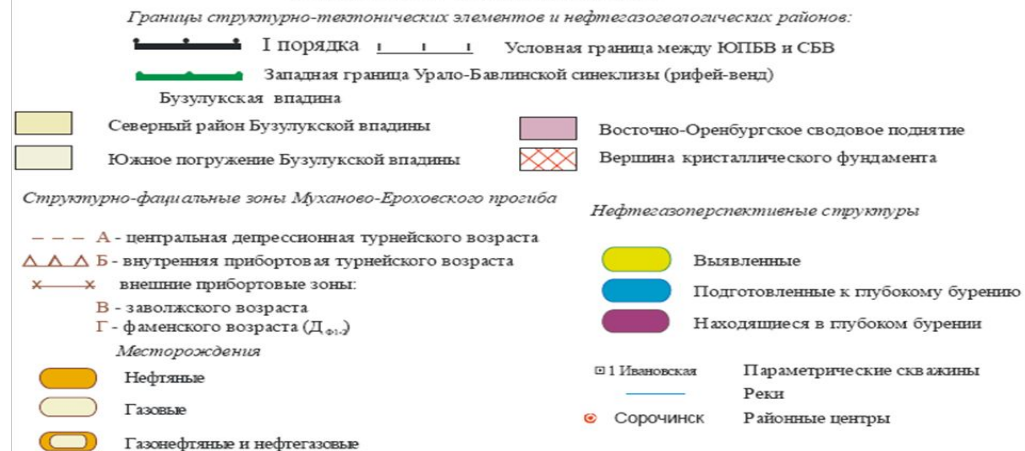 Границы структурно-тектонических элементов и нефтегазогеологических районов:
I порядка
Условная граница между ЮПБВ и СБВ
Западная граница Урало-Бавлинской синеклизы (рифей-венд)
Бузулукская впадина
Северный район Бузулукской впадины
Южное погружение Бузулукской впадины
Восточно-Оренбургское сводовое поднятие
Вершина кристаллического фундамента
Структурно-фациальные зоны Муханово-Ероховского прогиба
А - центральная депрессионная турнейского возраста
Б - внутренняя прибортовая турнейского возраста
внешние прибортовые зоны:
В - заволжского возраста
Г - фаменского возраста
Месторождения
Нефтяные
Газовые
Газонефтяные и нефтегазовые
Нефтегазоперспективные структуры
Выявленные
Подготовленные к глубокому бурению
Находящиеся в глубоком бурении
1 Ивановская Параметрические скважины
Реки
Сорочинск Районные центры